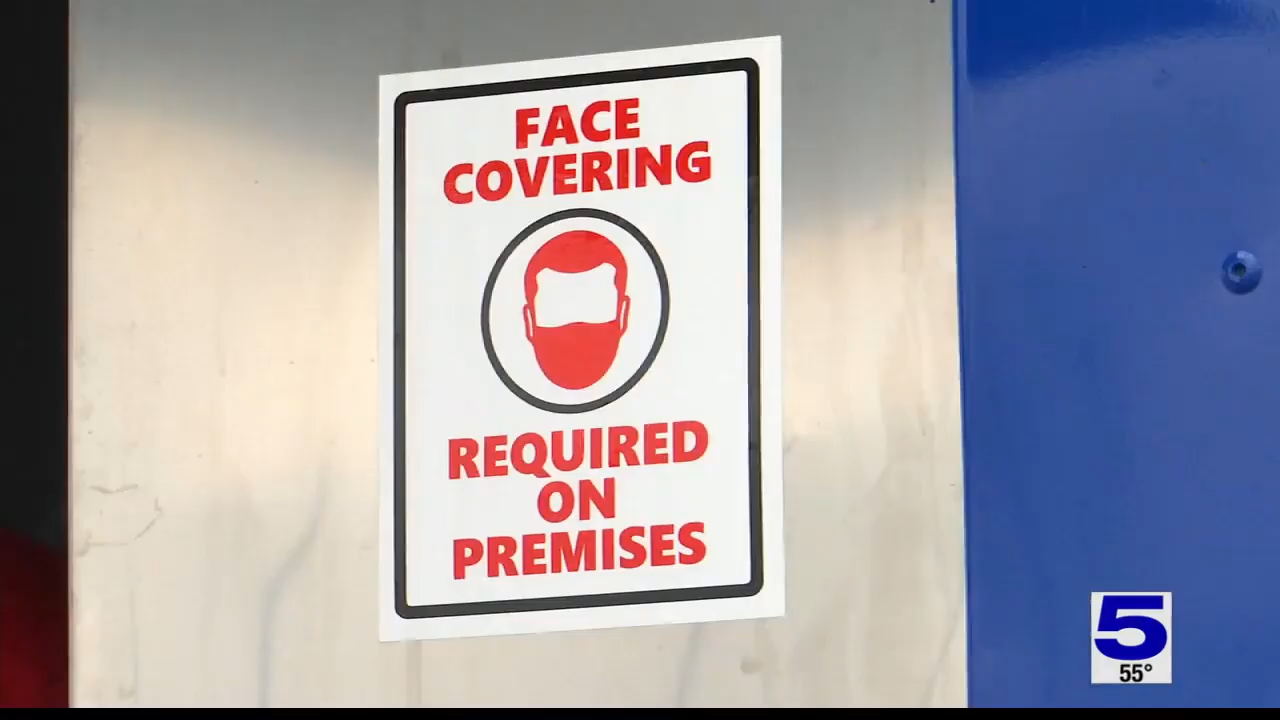 FACE
COVERING
REQUIRED
ON
PREMISES
5
55°